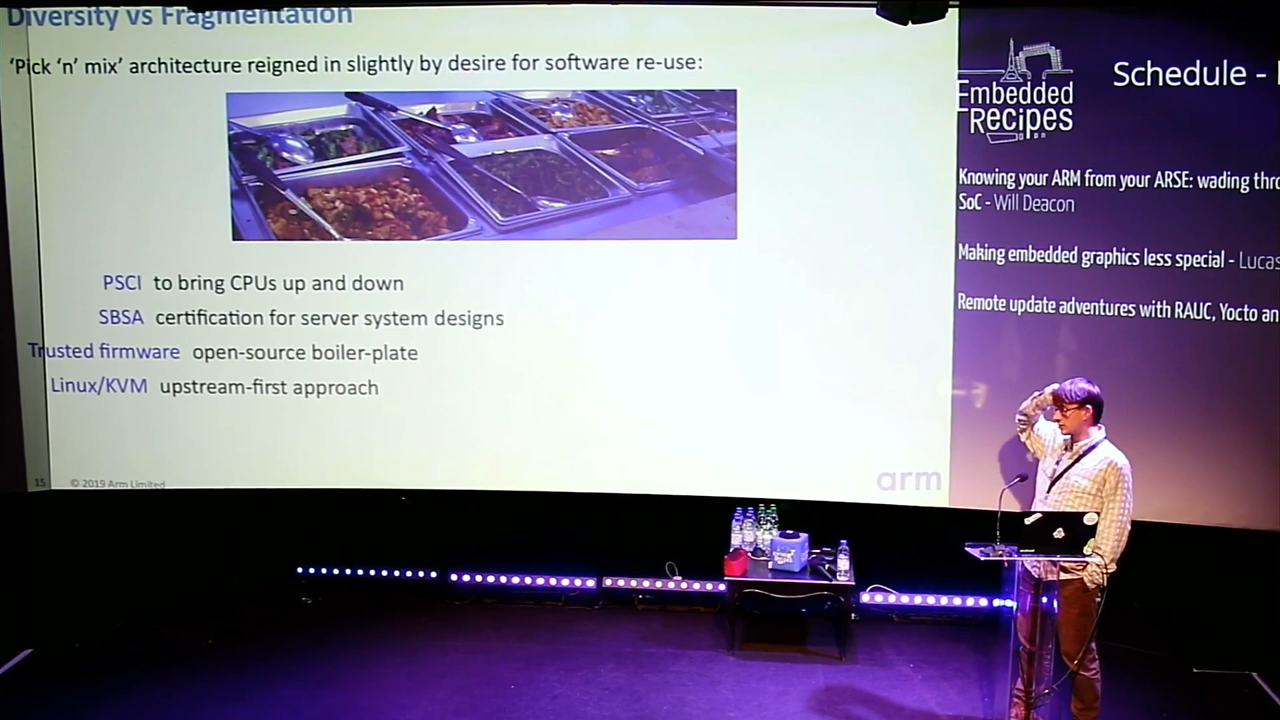 Diversity vs Fragmentation
‘Pick ‘n’ mix’ architecture reigned in slightly by desire for software re-use:
PSCI to bring CPUs up and down
SBSA certification for server system designs
Trusted firmware open-source boiler-plate
Linux/KVM upstream-first approach
15 © 2019 Arm Limited
arm
Embedded
Recipes
Schedule -
Knowing your ARM from your ARSE: wading thro
SoC - Will Deacon
Making embedded graphics less special - Lucas
Remote update adventures with RAUC, Yocto an